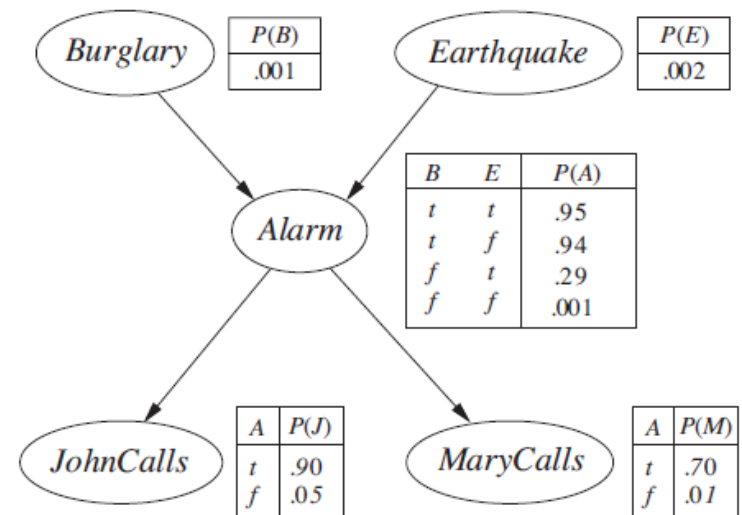 Burglary
P(B)
.001
Earthquake
P(E)
.002
Alarm
B E P(A)
t t .95
t f .94
f t .29
f f .001
JohnCalls
A P(J)
t .90
f .05
MaryCalls
A P(M)
t .70
f .01